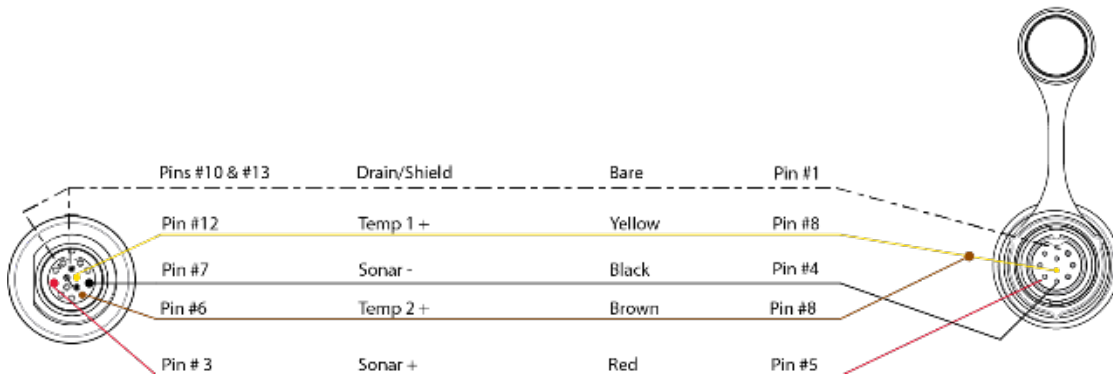 Pins #10 & #13 Drain/Shield Bare Pin #1
Pin #12 Temp 1 + Yellow Pin #8
Pin #7 Sonar - Black Pin #4
Pin #6 Temp 2 + Brown Pin #8
Pin # 3 Sonar + Red Pin #5